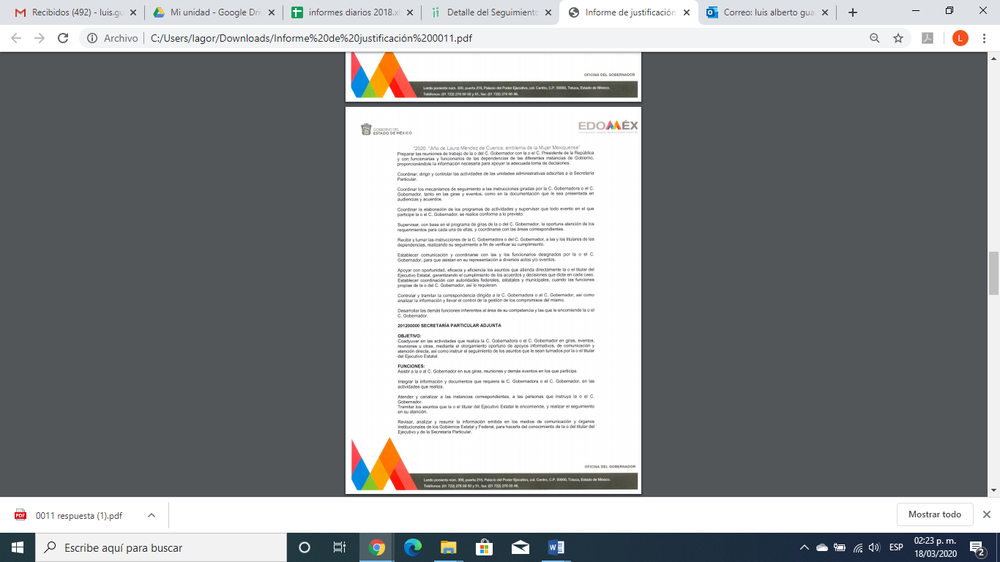 Recibidos (492) - luis.gu
Mi unidad - Google Dri
informes diarios 2018.xl
Detalle del Seguimiento
Informe de justificación
Correo: luis alberto gua
Archivo
C:/Users/lagor/Downloads/Informe%20de%20justificación%200011.pdf
L
OFICINA DEL GOBERNADOR
Lerdo poniente núm. 300, puerta 216, Palacio del Poder Ejecutivo, col. Centro, C.P. 50000, Toluca, Estado de México.
Teléfonos: (01 722) 276 00 50 y 51, fax: (01 722) 276 00 46.
GOBIERNO DEL
ESTADO DE MÉXICO
EDOMÉX
"2020. "Año de Laura Méndez de Cuenca; emblema de la Mujer Mexiquense"
Preparar las reuniones de trabajo de la o del C. Gobernador con la o el C. Presidente de la República
y con funcionarias y funcionarios de las dependencias de las diferentes instancias de Gobierno,
proporcionándole la información necesaria para apoyar la adecuada toma de decisiones.
Coordinar, dirigir y controlar las actividades de las unidades administrativas adscritas a la Secretaría
Particular.
Coordinar los mecanismos de seguimiento a las instrucciones giradas por la C. Gobernadora o el C.
Gobernador, tanto en las giras y eventos, como en la documentación que le sea presentada en
audiencias y acuerdos.
Coordinar la elaboración de los programas de actividades y supervisar que todo evento en el que
participe la o el C. Gobernador, se realice conforme a lo previsto.
Supervisar, con base en el programa de giras de la o del C. Gobernador, la oportuna atención de los
requerimientos para cada una de ellas, y coordinarse con las áreas correspondientes.
Recibir y turnar las instrucciones de la C. Gobernadora o del C. Gobernador, a las y los titulares de las
dependencias, realizando su seguimiento a fin de verificar su cumplimiento.
Establecer comunicación y coordinarse con las y los funcionarios designados por la o el C.
Gobernador, para que asistan en su representación a diversos actos y/o eventos.
Apoyar con oportunidad, eficacia y eficiencia los asuntos que atienda directamente la o el titular del
Ejecutivo Estatal, garantizando el cumplimiento de los acuerdos y decisiones que dicte en cada caso.
Establecer coordinación con autoridades federales, estatales y municipales, cuando las funciones
propias de la o del C. Gobernador, así lo requieran.
Controlar y tramitar la correspondencia dirigida a la C. Gobernadora o al C. Gobernador, así como
analizar la información y llevar el control de la gestión de los compromisos del mismo.
Desarrollar las demás funciones inherentes al área de su competencia y las que le encomiende la o el
C. Gobernador.
201200000 SECRETARÍA PARTICULAR ADJUNTA
OBJETIVO:
Coadyuvar en las actividades que realiza la C. Gobernadora o el C. Gobernador en giras, eventos,
reuniones u otras, mediante el otorgamiento oportuno de apoyos informativos, de comunicación y
atención directa, así como instruir el seguimiento de los asuntos que le sean turnados por la o el titular
del Ejecutivo Estatal.
FUNCIONES:
Asistir a la o al C. Gobernador en sus giras, reuniones y demás eventos en los que participe.
Integrar la información y documentos que requiera la C. Gobernadora o el C. Gobernador, en las
actividades que realiza.
Atender y canalizar a las instancias correspondientes, a las personas que instruya la o el C.
Gobernador.
Tramitar los asuntos que la o el titular del Ejecutivo Estatal le encomiende, y realizar el seguimiento
en su atención.
Revisar, analizar y resumir la información emitida en los medios de comunicación y órganos
institucionales de los Gobiernos Estatal y Federal, para hacerla del conocimiento de la o del titular del
Ejecutivo y de la Secretaría Particular.
OFICINA DEL GOBERNADOR
Lerdo poniente núm. 300, puerta 216, Palacio del Poder Ejecutivo, col. Centro, C.P. 50000, Toluca, Estado de México.
Teléfonos: (01 722) 276 00 50 y 51, fax: (01 722) 276 00 46.
PDF
0011 respuesta (1).pdf
Mostrar todo
Escribe aquí para buscar
ESP
02:23 p. m.
18/03/2020
2